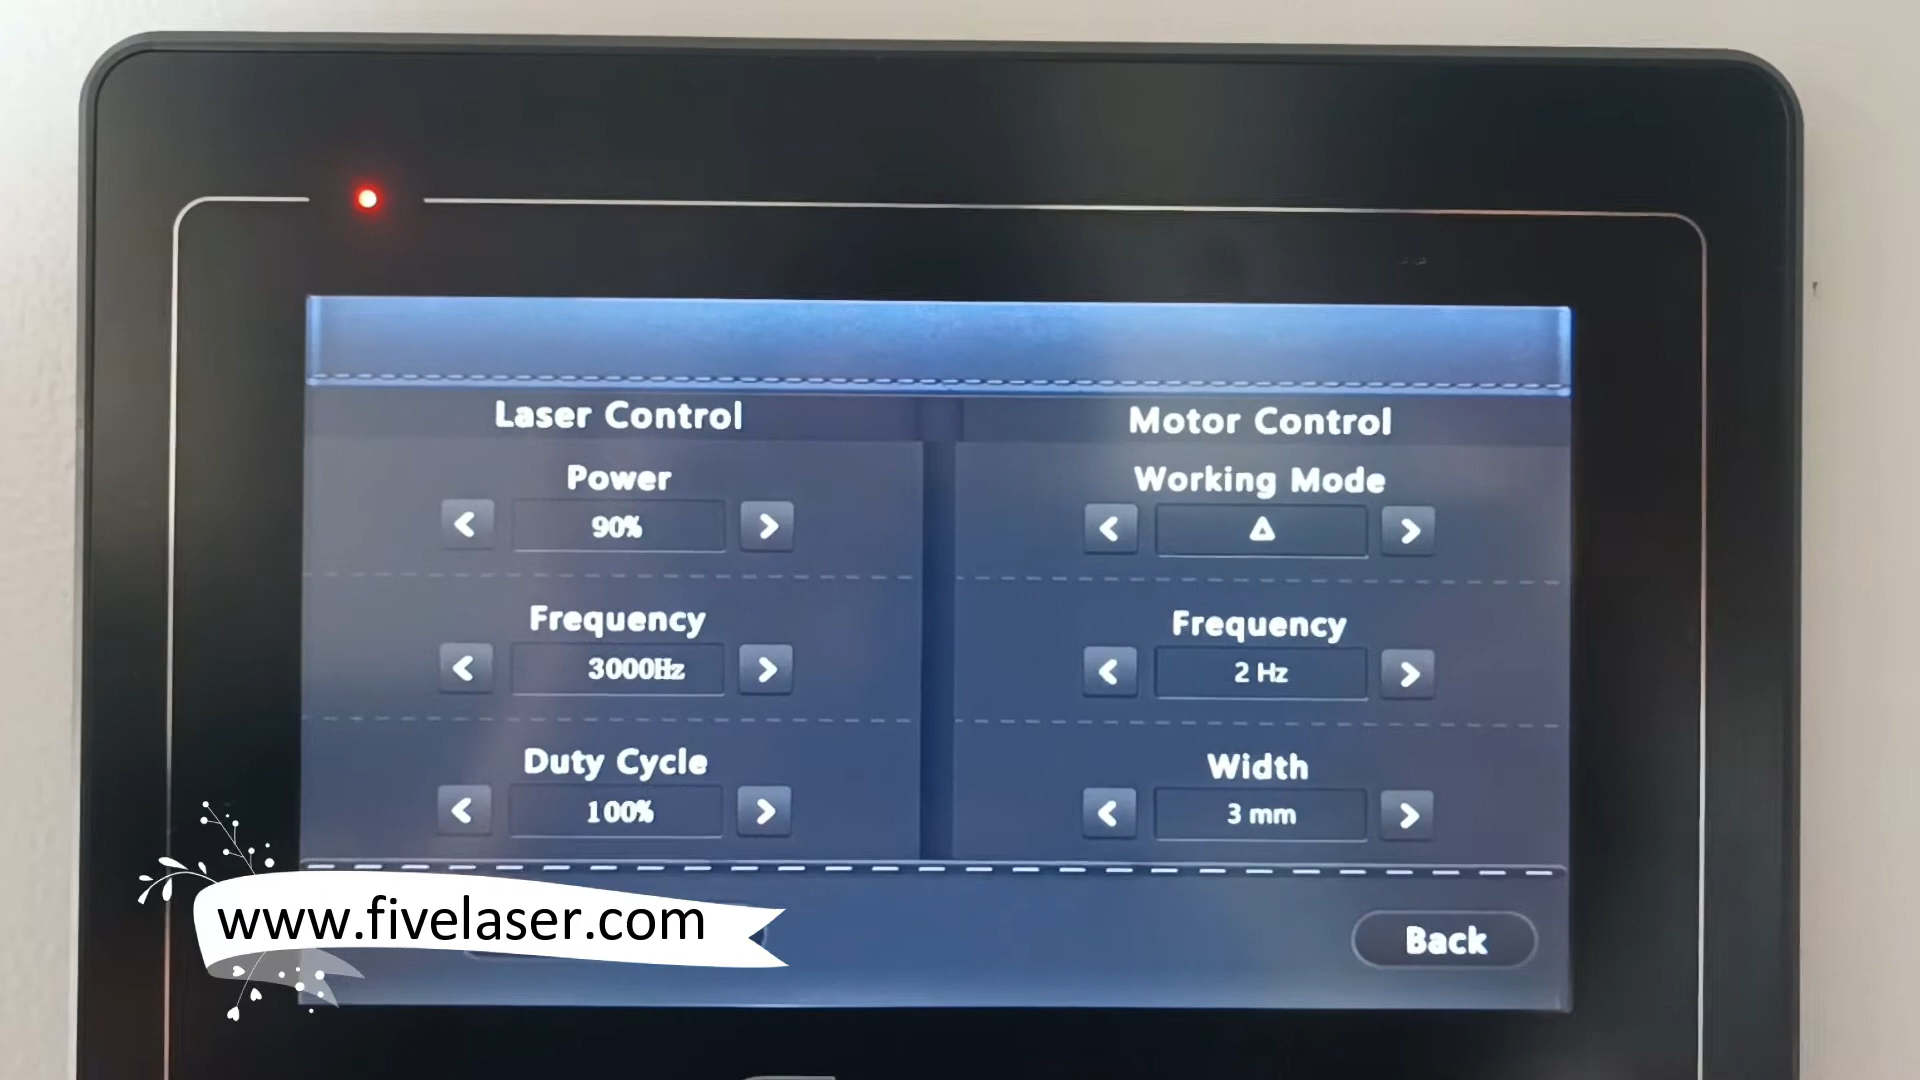 Laser Control
Power
90%
Frequency
3000Hz
Duty Cycle
100%
Motor Control
Working Mode
Δ
Frequency
2 Hz
Width
3 mm
Back
www.fivelaser.com